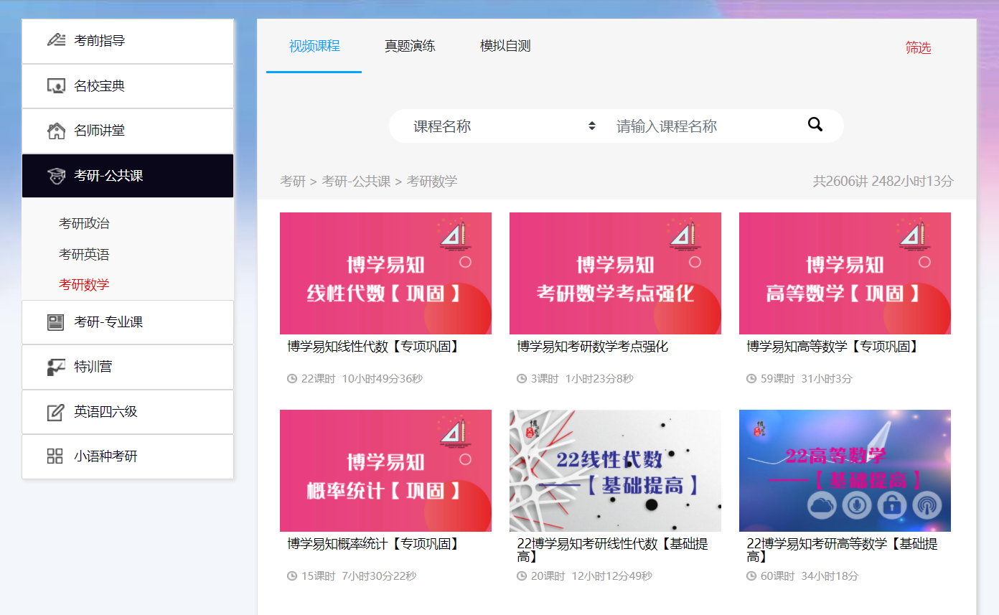 考前指导
名校宝典
名师讲堂
考研-公共课
考研政治
考研英语
考研数学
考研-专业课
特训营
英语四六级
小语种考研
视频课程 真题演练 模拟自测 筛选
课程名称 请输入课程名称
考研 > 考研-公共课 > 考研数学 共2606讲 2482小时13分
博学易知
线性代数【巩固】
博学易知线性代数【专项巩固】
22课时 10小时49分36秒
博学易知
考研数学考点强化
博学易知考研数学考点强化
3课时 1小时23分8秒
博学易知
高等数学【巩固】
博学易知高等数学【专项巩固】
59课时 31小时3分
博学易知
概率统计【巩固】
博学易知概率统计【专项巩固】
15课时 7小时30分22秒
22线性代数
——【基础提高】
22博学易知考研线性代数【基础提
高】
20课时 12小时12分49秒
22高等数学
——【基础提高】
22博学易知考研高等数学【基础提
高】
60课时 34小时18分